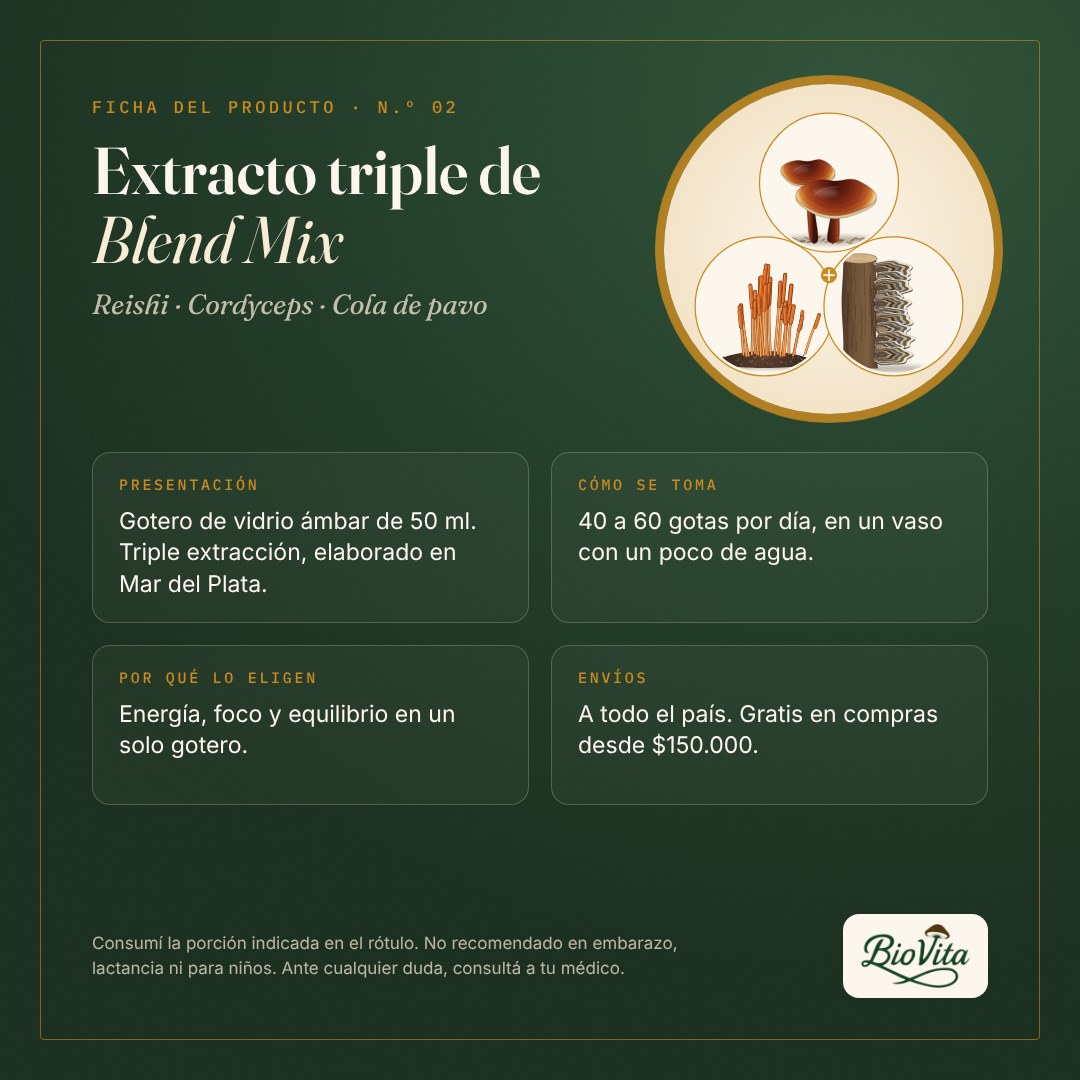 FICHA DEL PRODUCTO · N.º 02
Extracto triple de
Blend Mix
Reishi · Cordyceps · Cola de pavo
PRESENTACIÓN
Gotero de vidrio ámbar de 50 ml.
Triple extracción, elaborado en
Mar del Plata.
CÓMO SE TOMA
40 a 60 gotas por día, en un vaso
con un poco de agua.
POR QUÉ LO ELIGEN
Energía, foco y equilibrio en un
solo gotero.
ENVÍOS
A todo el país. Gratis en compras
desde $150.000.
Consumí la porción indicada en el rótulo. No recomendado en embarazo,
lactancia ni para niños. Ante cualquier duda, consultá a tu médico.
BioVita